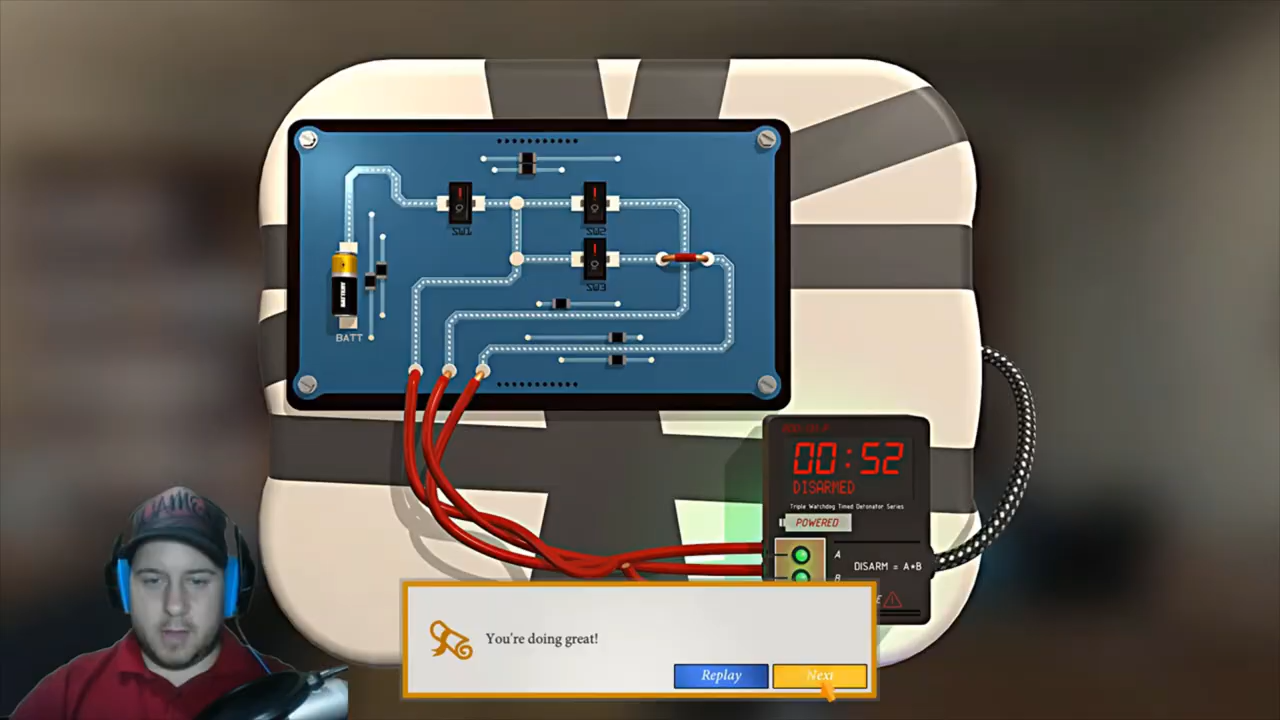 SW1
SW2
SW3
BATTERY
BATT
00:52
DISARMED
Triple Watchdog Timed Detonator Series
POWERED
A
DISARM = A*B
B
You're doing great!
Replay
Next